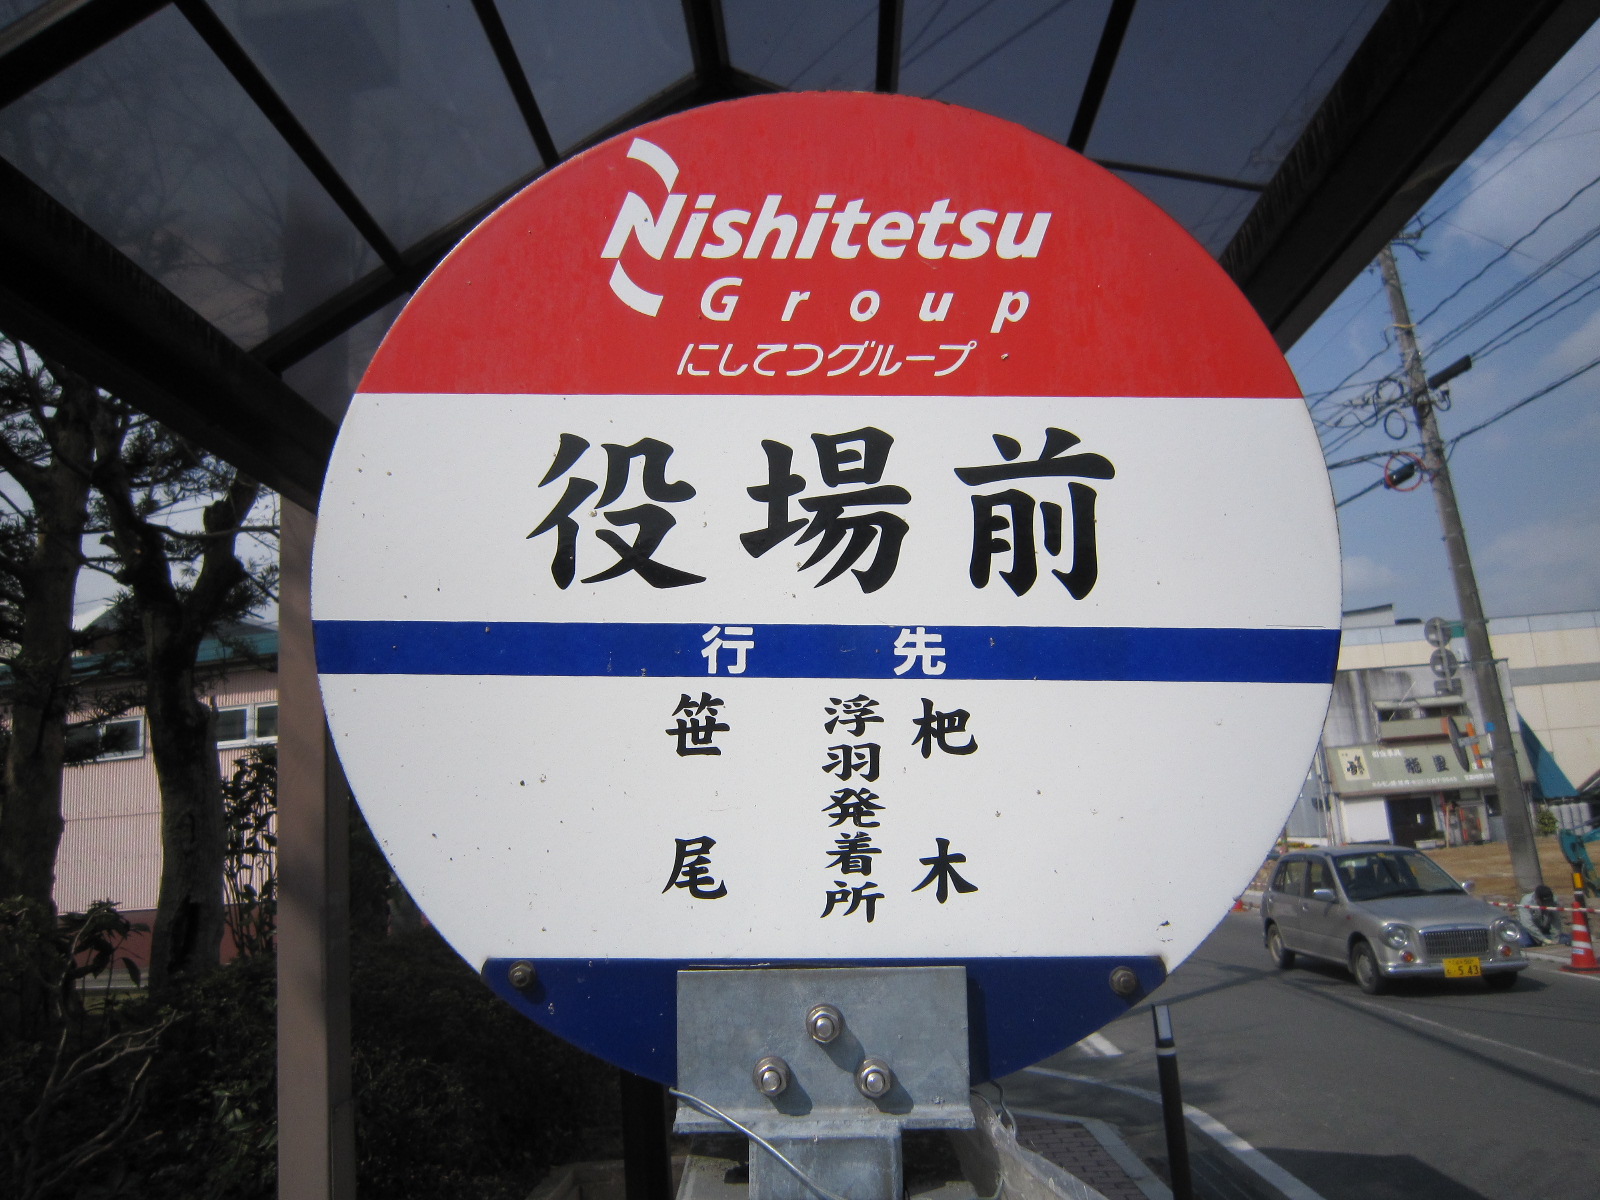 Nishitetsu
Group
にしてつグループ
役場前
行先
杷木
浮羽発着所
笹尾
543